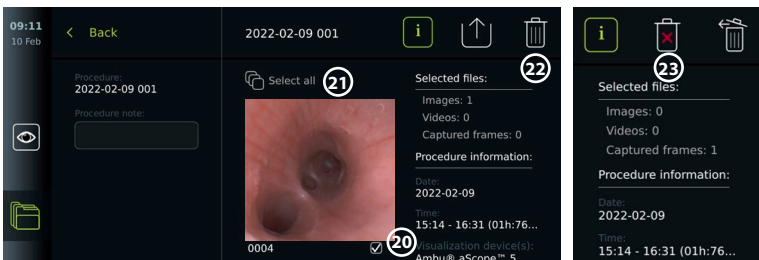 09:11
10 Feb
Back
2022-02-09 001
i
Procedure:
2022-02-09 001
Procedure note:
Select all
21
22
0004
20
Selected files:
Images: 1
Videos: 0
Captured frames: 0
Procedure information:
Date:
2022-02-09
Time:
15:14 - 16:31 (01h:76...
Visualization device(s):
Ambu® aScope™ 5
i
23
Selected files:
Images: 0
Videos: 0
Captured frames: 1
Procedure information:
Date:
2022-02-09
Time:
15:14 - 16:31 (01h:76...